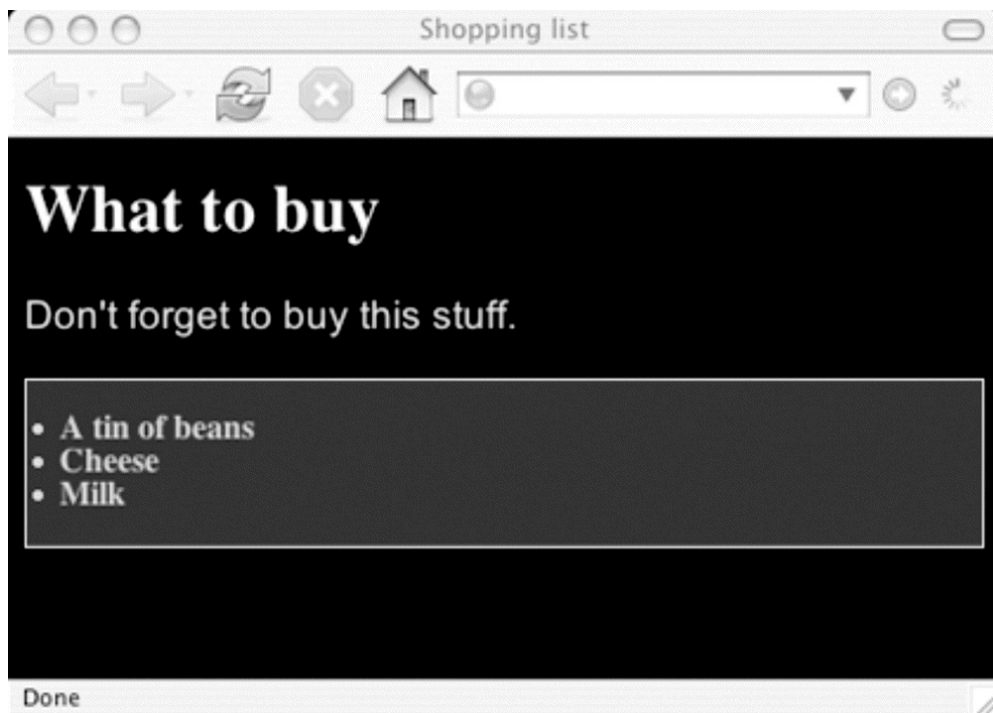 Shopping list
What to buy
Don't forget to buy this stuff.
• A tin of beans
• Cheese
• Milk
Done